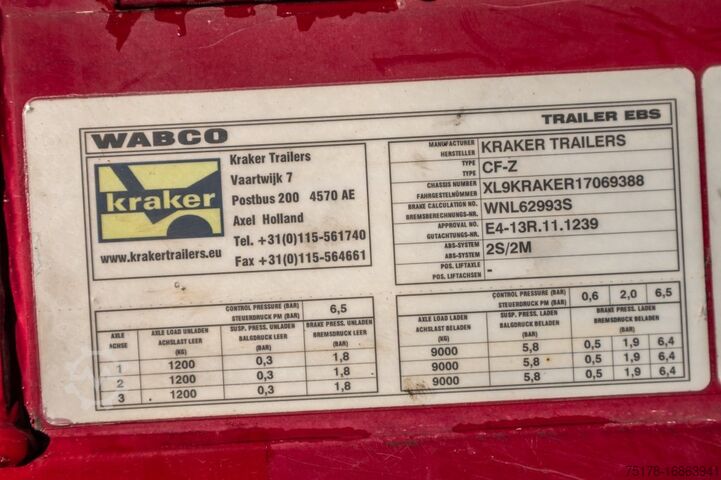 WABCO
TRAILER EBS
kraker
www.krakertrailers.eu
Kraker Trailers
Vaartwijk 7
Postbus 200 4570 AE
Axel Holland
Tel. +31(0)115-561740
Fax +31(0)115-564661
MANUFACTURER
HERSTELLER
KRAKER TRAILERS
TYPE
TYP
CF-Z
CHASSIS NUMBER
FAHRGESTELNÜMMER
XL9KRAKER17069388
BRAKE CALCULATION NO.
BREMSBERECHNUNGS-NR.
WNL62993S
APPROVAL NO.
GUTACHTUNGS-NR.
E4-13R.11.1239
ABS-SYSTEM
ABS-SYSTEM
2S/2M
POS. LIFTAXLE
POS. LIFTACHSEN
-
CONTROL PRESSURE (BAR)
STEUERDRUCK PM (BAR)
6,5
AXLE
ACHSE
AXLE LOAD UNLADEN
ACHSLAST LEER
(KG)
SUSP. PRESS. UNLADEN
BALGDRUCK LEER
(BAR)
BRAKE PRESS. UNLADEN
BREMSDRUCK LEER
(BAR)
1 1200 0,3 1,8
2 1200 0,3 1,8
3 1200 0,3 1,8
CONTROL PRESSURE (BAR)
STEUERDRUCK PM (BAR)
0,6 2,0 6,5
AXLE LOAD LADEN
ACHSLAST BELADEN
(KG)
SUSP. PRESS. LADEN
BALGDRUCK BELADEN
(BAR)
BRAKE PRESS. LADEN
BREMSDRUCK BELADEN
(BAR)
9000 5,8 0,5 1,9 6,4
9000 5,8 0,5 1,9 6,4
9000 5,8 0,5 1,9 6,4